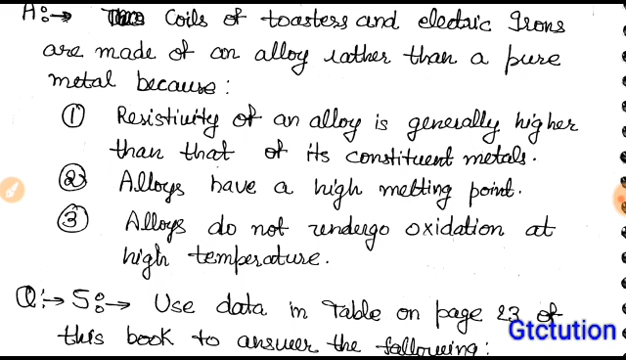 A:→ The Coils of toasters and electric Irons
are made of an alloy rather than a pure
metal because:
① Resistivity of an alloy is generally higher
than that of its constituent metals.
② Alloys have a high melting point.
③ Alloys do not undergo oxidation at
high temperature.
Q:→ 5:→ Use data in Table on page 23 of
this book to answer the following:
Gtctution